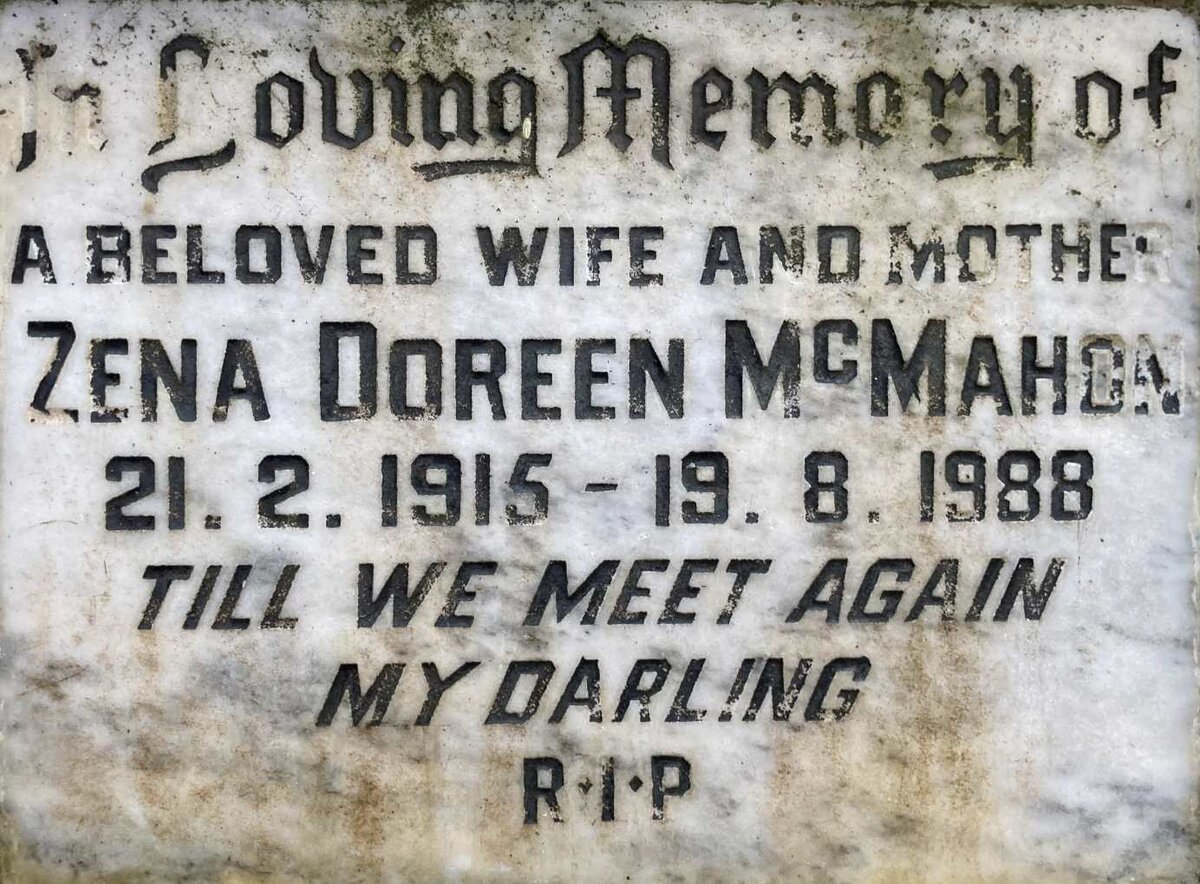 In Loving Memory of
A BELOVED WIFE AND MOTHER
ZENA DOREEN McMAHON
21. 2. 1915 - 19. 8. 1988
TILL WE MEET AGAIN
MY DARLING
R·I·P